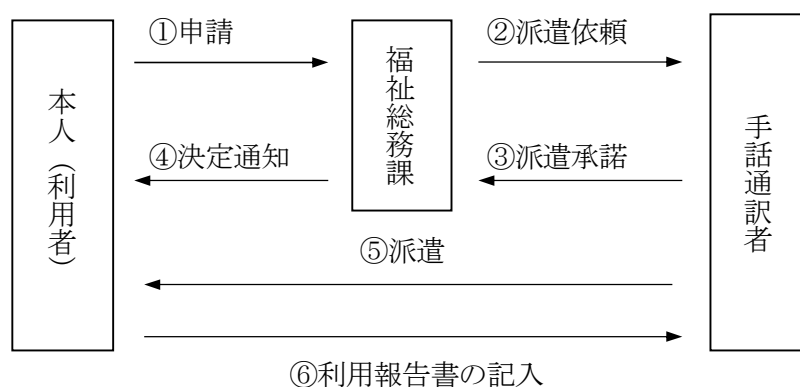 ①申請
②派遣依頼
本人（利用者）
福祉総務課
手話通訳者
④決定通知
③派遣承諾
⑤派遣
⑥利用報告書の記入